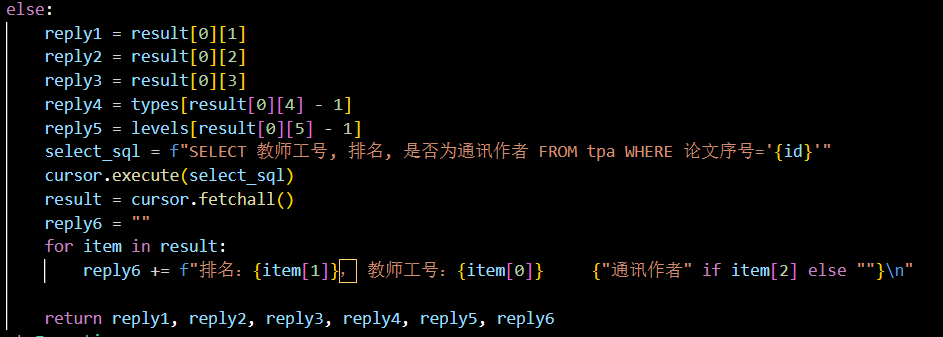 else:
    reply1 = result[0][1]
    reply2 = result[0][2]
    reply3 = result[0][3]
    reply4 = types[result[0][4] - 1]
    reply5 = levels[result[0][5] - 1]
    select_sql = f"SELECT 教师工号, 排名, 是否为通讯作者 FROM tpa WHERE 论文序号='{id}'"
    cursor.execute(select_sql)
    result = cursor.fetchall()
    reply6 = ""
    for item in result:
        reply6 += f"排名: {item[1]}， 教师工号: {item[0]}     {"通讯作者" if item[2] else ""}\n"
    return reply1, reply2, reply3, reply4, reply5, reply6